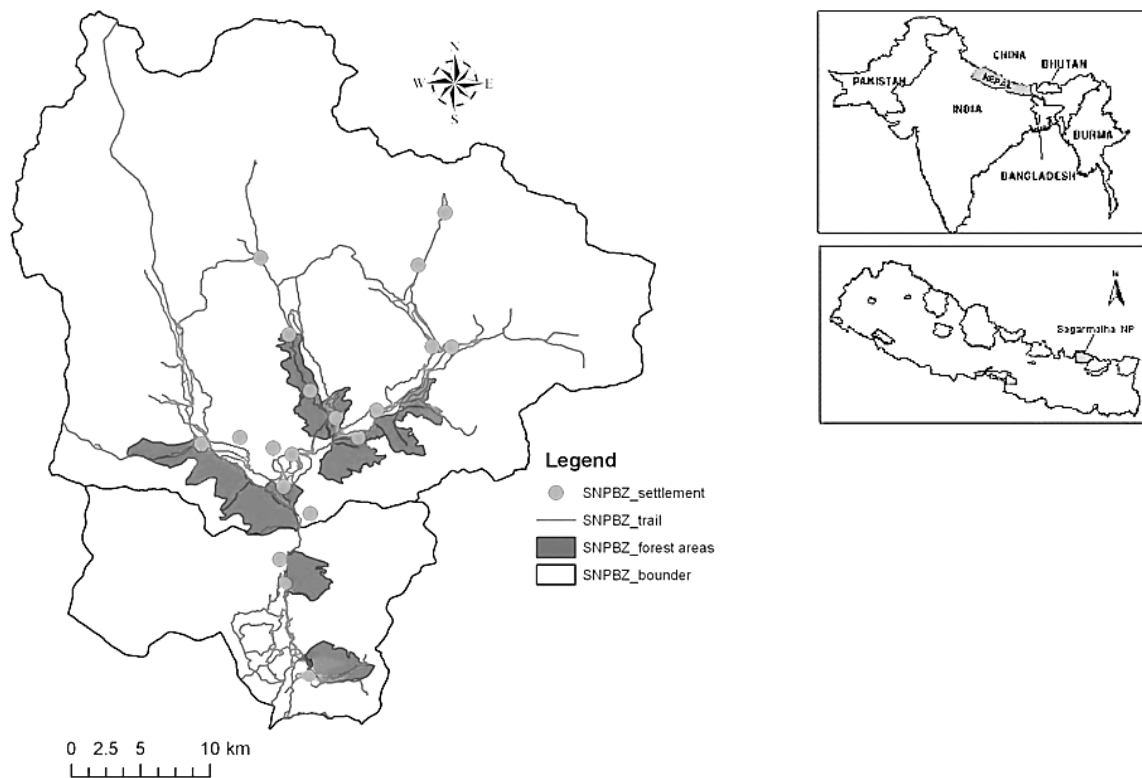 N
W E
S
CHINA
BHUTAN
PAKISTAN
NEPAL
INDIA
BURMA
BANGLADESH
N
Sagarmatha NP
Legend
SNPBZ_settlement
SNPBZ_trail
SNPBZ_forest areas
SNPBZ_bounder
0 2.5 5 10 km